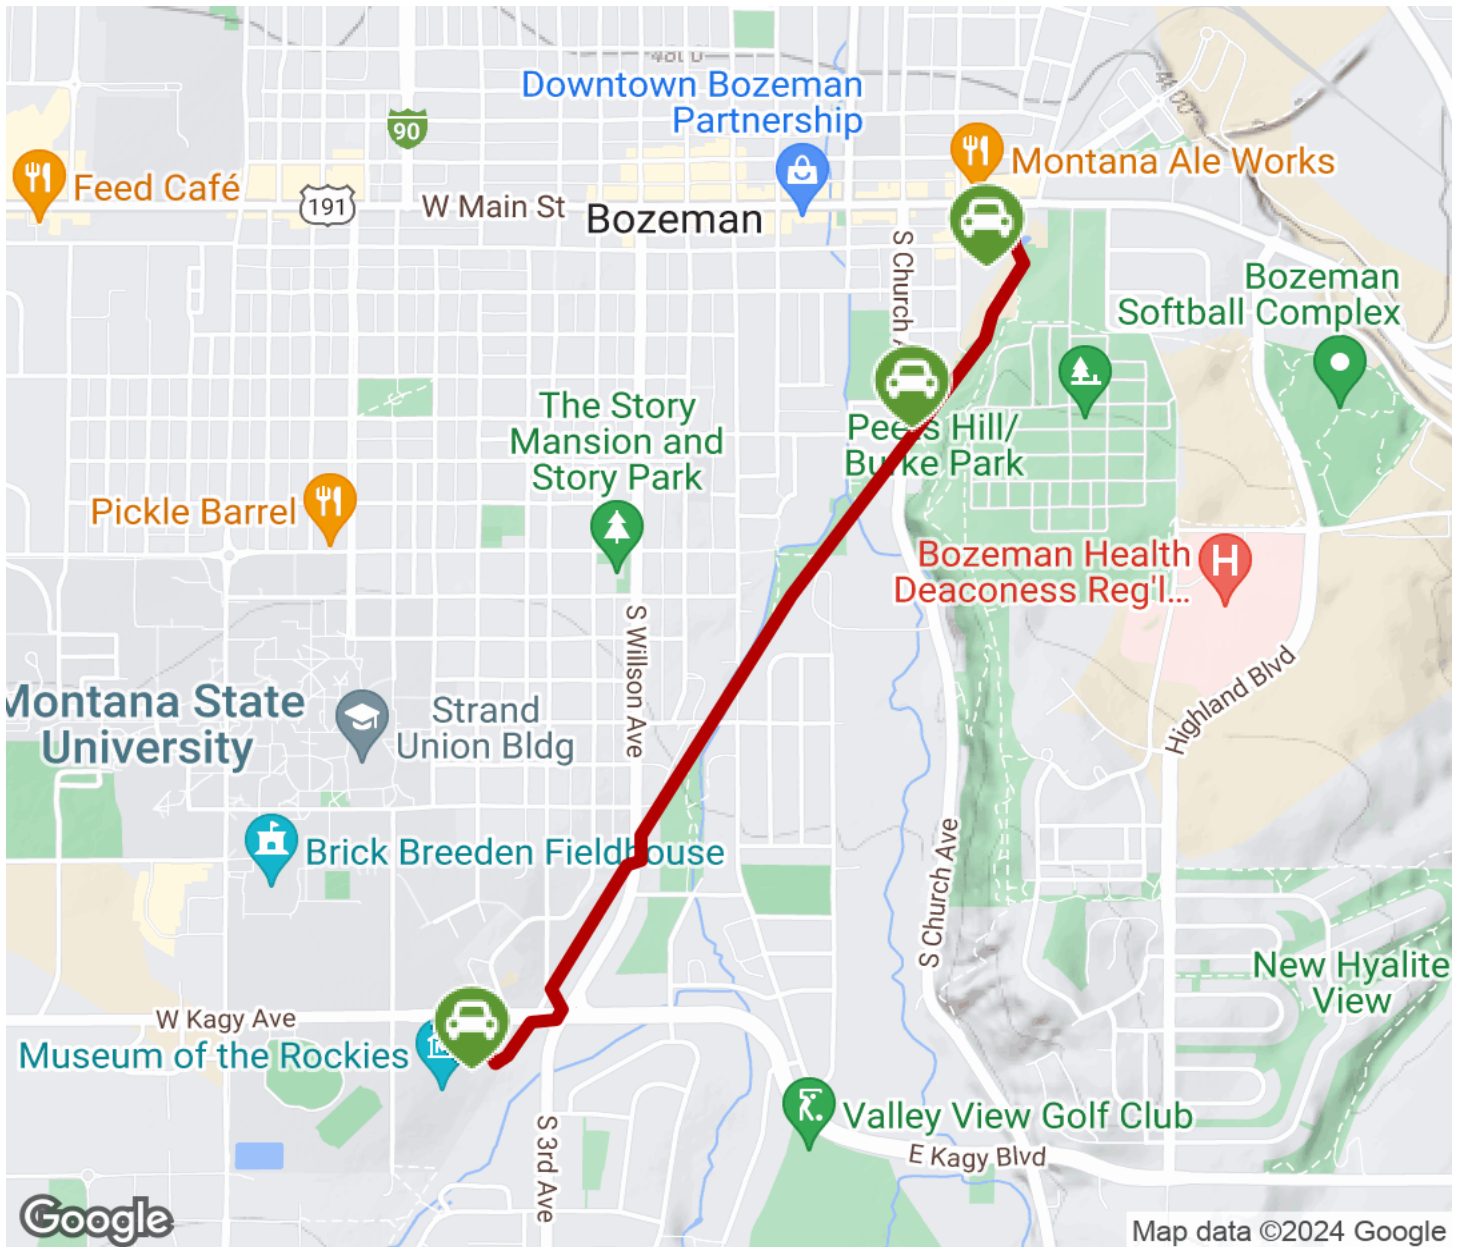 Downtown Bozeman
Partnership
90
Montana Ale Works
Feed Café
191
W Main St
Bozeman
S Church A
Bozeman
Softball Complex
The Story
Mansion and
Story Park
Peets Hill/
Burke Park
Pickle Barrel
Bozeman Health
Deaconess Reg'l...
H
S Willson Ave
Highland Blvd
Montana State
University
Strand
Union Bldg
Brick Breeden Fieldhouse
S Church Ave
New Hyalite
View
W Kagy Ave
Museum of the Rockies
Valley View Golf Club
S 3rd Ave
E Kagy Blvd
Google
Map data ©2024 Google